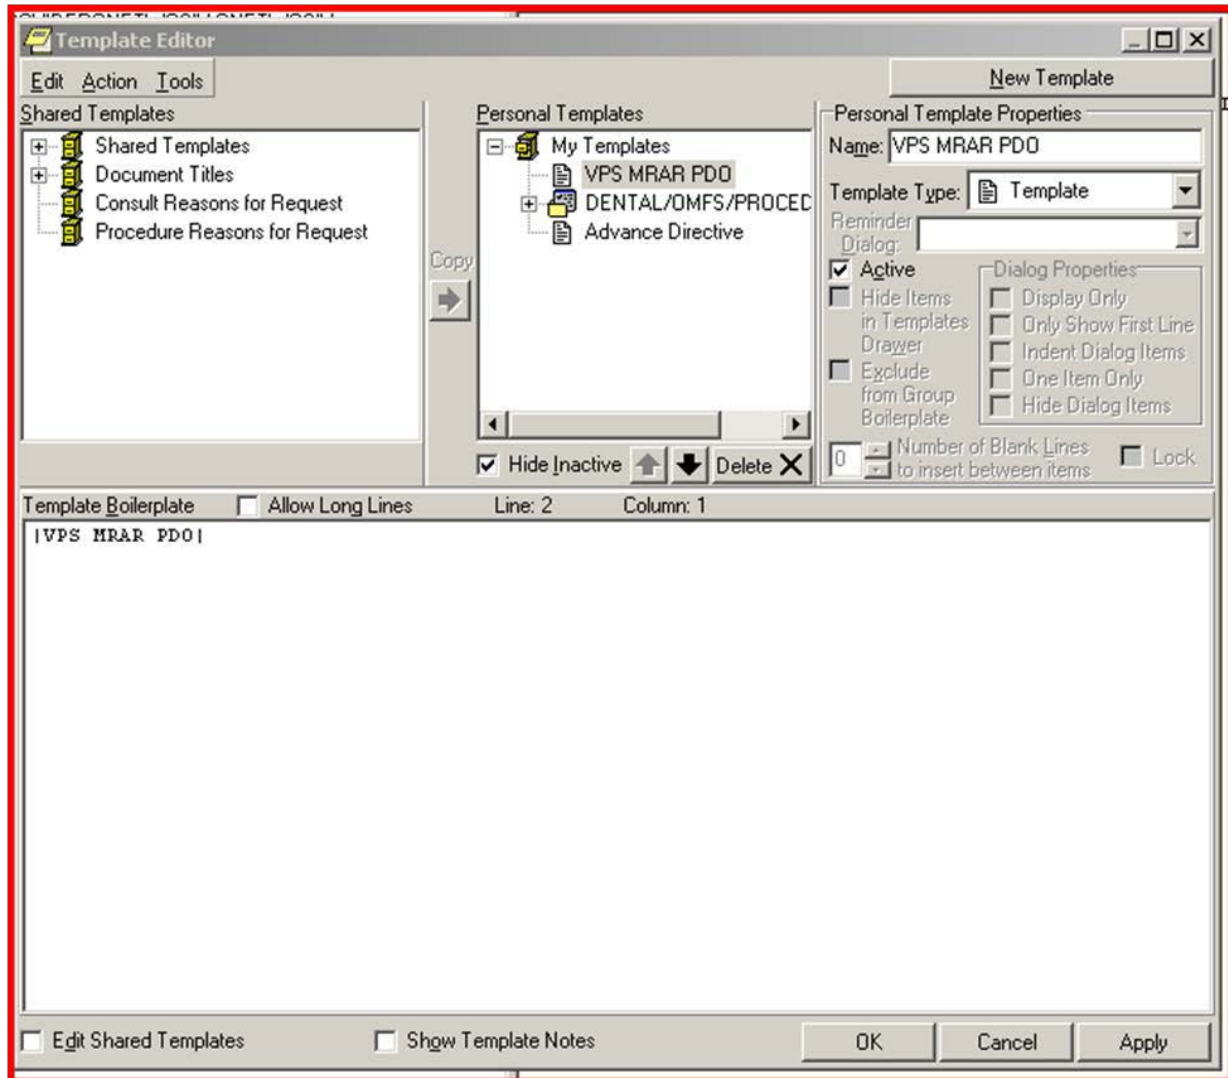 Template Editor
Edit Action Tools
New Template
Shared Templates
Shared Templates
Document Titles
Consult Reasons for Request
Procedure Reasons for Request
Copy
Personal Templates
My Templates
VPS MRAR PDO
DENTAL/OMFS/PROCED
Advance Directive
Hide Inactive
Delete
Personal Template Properties
Name: VPS MRAR PDO
Template Type: Template
Reminder
Dialog:
Active
Hide Items
in Templates
Drawer
Exclude
from Group
Boilerplate
Dialog Properties
Display Only
Only Show First Line
Indent Dialog Items
One Item Only
Hide Dialog Items
0 Number of Blank Lines
to insert between items
Lock
Template Boilerplate Allow Long Lines Line: 2 Column: 1
|VPS MRAR PDO|
Edit Shared Templates Show Template Notes OK Cancel Apply